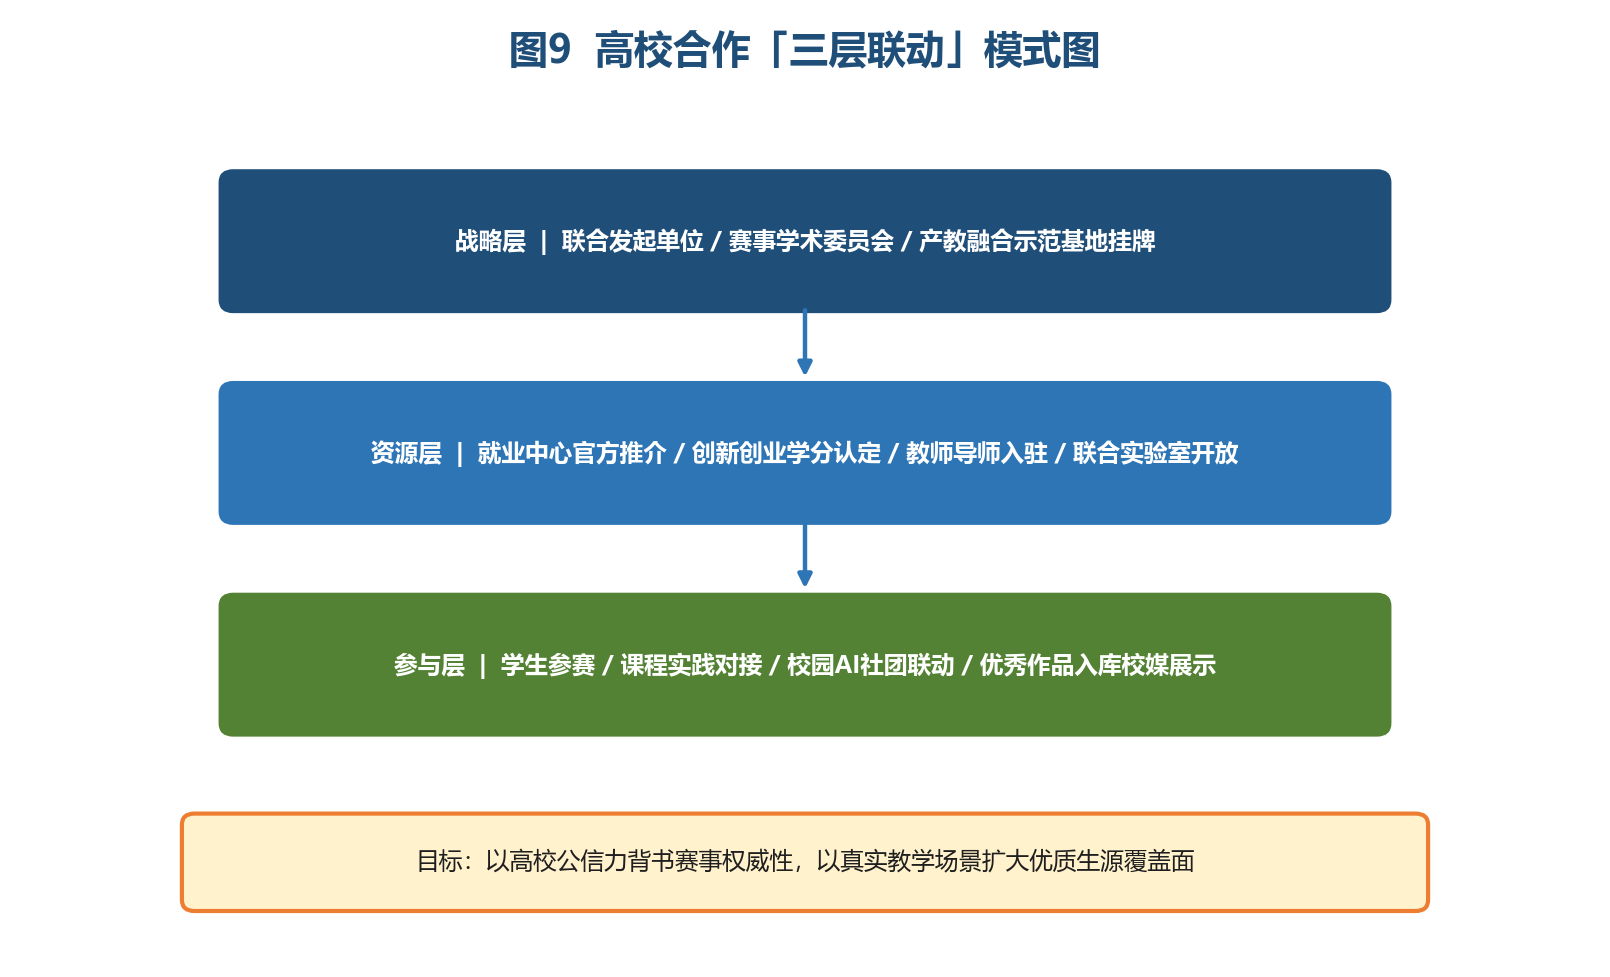 图9  高校合作「三层联动」模式图
战略层 | 联合发起单位 / 赛事学术委员会 / 产教融合示范基地挂牌
资源层 | 就业中心官方推介 / 创新创业学分认定 / 教师导师入驻 / 联合实验室开放
参与层 | 学生参赛 / 课程实践对接 / 校园AI社团联动 / 优秀作品入库校媒展示
目标：以高校公信力背书赛事权威性，以真实教学场景扩大优质生源覆盖面